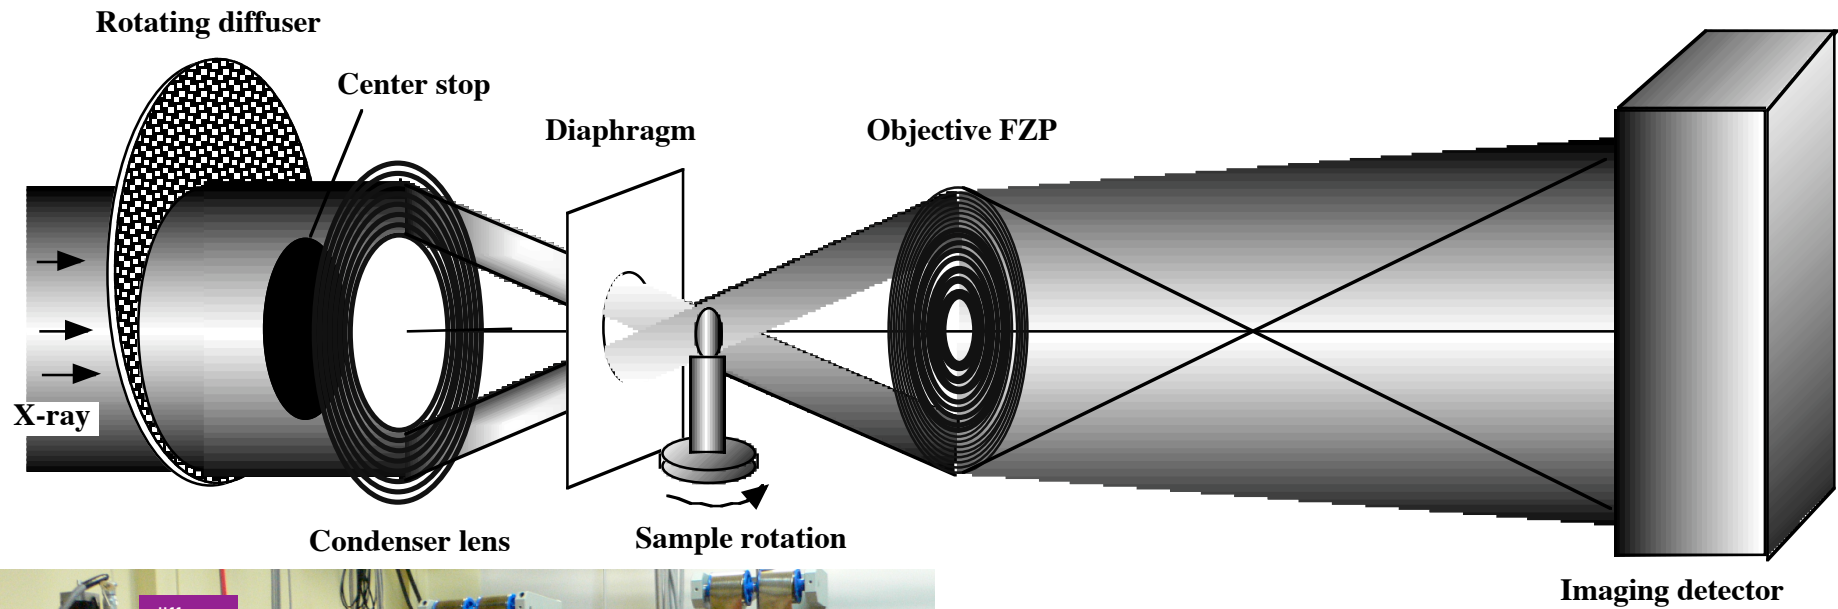 Rotating diffuser
Center stop
Diaphragm
Objective FZP
X-ray
Condenser lens
Sample rotation
Imaging detector